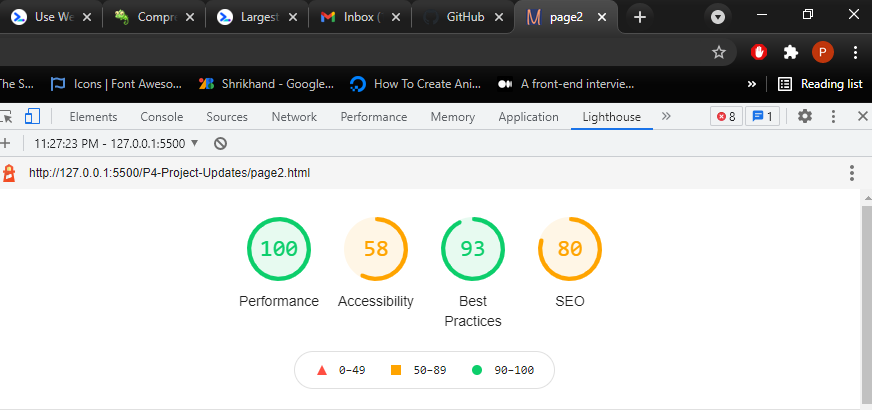 Use We
Compre
Largest
Inbox (
GitHub
page2
P
The S...
Icons | Font Aweso...
Shrikhand - Google...
How To Create Ani...
A front-end intervie...
»
Reading list
Elements
Console
Sources
Network
Performance
Memory
Application
Lighthouse
»
8
1
11:27:23 PM - 127.0.0.1:5500
http://127.0.0.1:5500/P4-Project-Updates/page2.html
100
58
93
80
Performance
Accessibility
Best
Practices
SEO
0–49
50–89
90–100